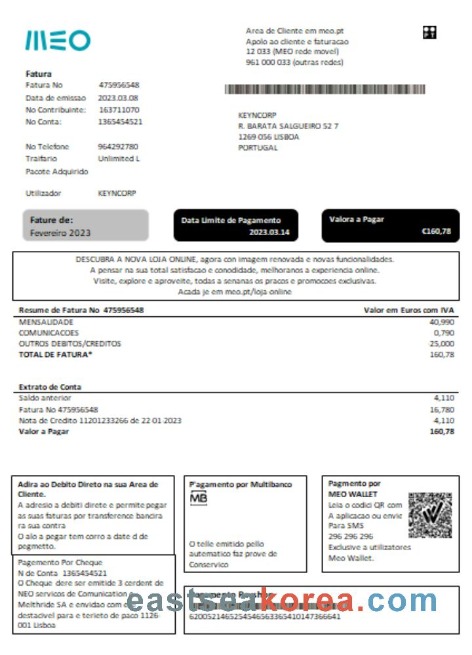 MEO
Area de Cliente em meo.pt
Apolo ao cliente e faturacao
12 033 (MEO rede movel)
961 000 033 (outras redes)
Fatura
Fatura No 475956548
Data de emissao 2023.03.08
No Contribuinte: 163711070
No Conta: 1365454521
No Telefone 964292780
Traifario Unlimited L
Pacote Adquirido
Utilizador KEYNCORP
KEYNCORP
R. BARATA SALGUEIRO 52 7
1269 056 LISBOA
PORTUGAL
Fature de:
Fevereiro 2023
Data Limite de Pagamento
2023.03.14
Valora a Pagar
€160,78
DESCUBRA A NOVA LOJA ONLINE, agora con imagem renovada e novas funcionalidades.
A pensar na sua total satisfacao e conodidade, melhoranos a experiencia online.
Visite, explore e aproveite, todas a senanas os pracos e promociones exclusivas.
Acada je em meo.pt/loja online
Resume de Fatura No 475956548 Valor em Euros com IVA
MENSALIDADE 40,990
COMUNICACOES 0,790
OUTROS DEBITOS/CREDITOS 25,000
TOTAL DE FATURA* 160,78
Extrato de Conta
Saldo anterior 4,110
Fatura No 475956548 16,780
Nota de Credito 11201233266 de 22 01 2023 4,110
Valor a Pagar 160,78
Adira ao Debito Direto na sua Area de
Cliente.
A adresio a debiti direte e permite pegar
as suas faturas por transference bancira
ra sua contra
O alo a pegar tem corro a date d de
pegmetto.
P'agamento por Multibanco
MB
O telle emitido pello
automatico faz prove de
Conservico
Pagmento por
MEO WALLET
Leia o codici QR com
A aplicacao ou envie
Para SMS
296 296 296
Exclusive a utilizatores
Meo Wallet.
Pagemento Por Cheque
N de Conta 1365454521
O Cheque dere ser emitide 3 cerdent de
NEO servicos de Comunication
Melthride SA e envidao com d
destacival para e terieto de paco 1126-
001 Lisboa
620052146525454656336541014736664​1
eastseakorea.com